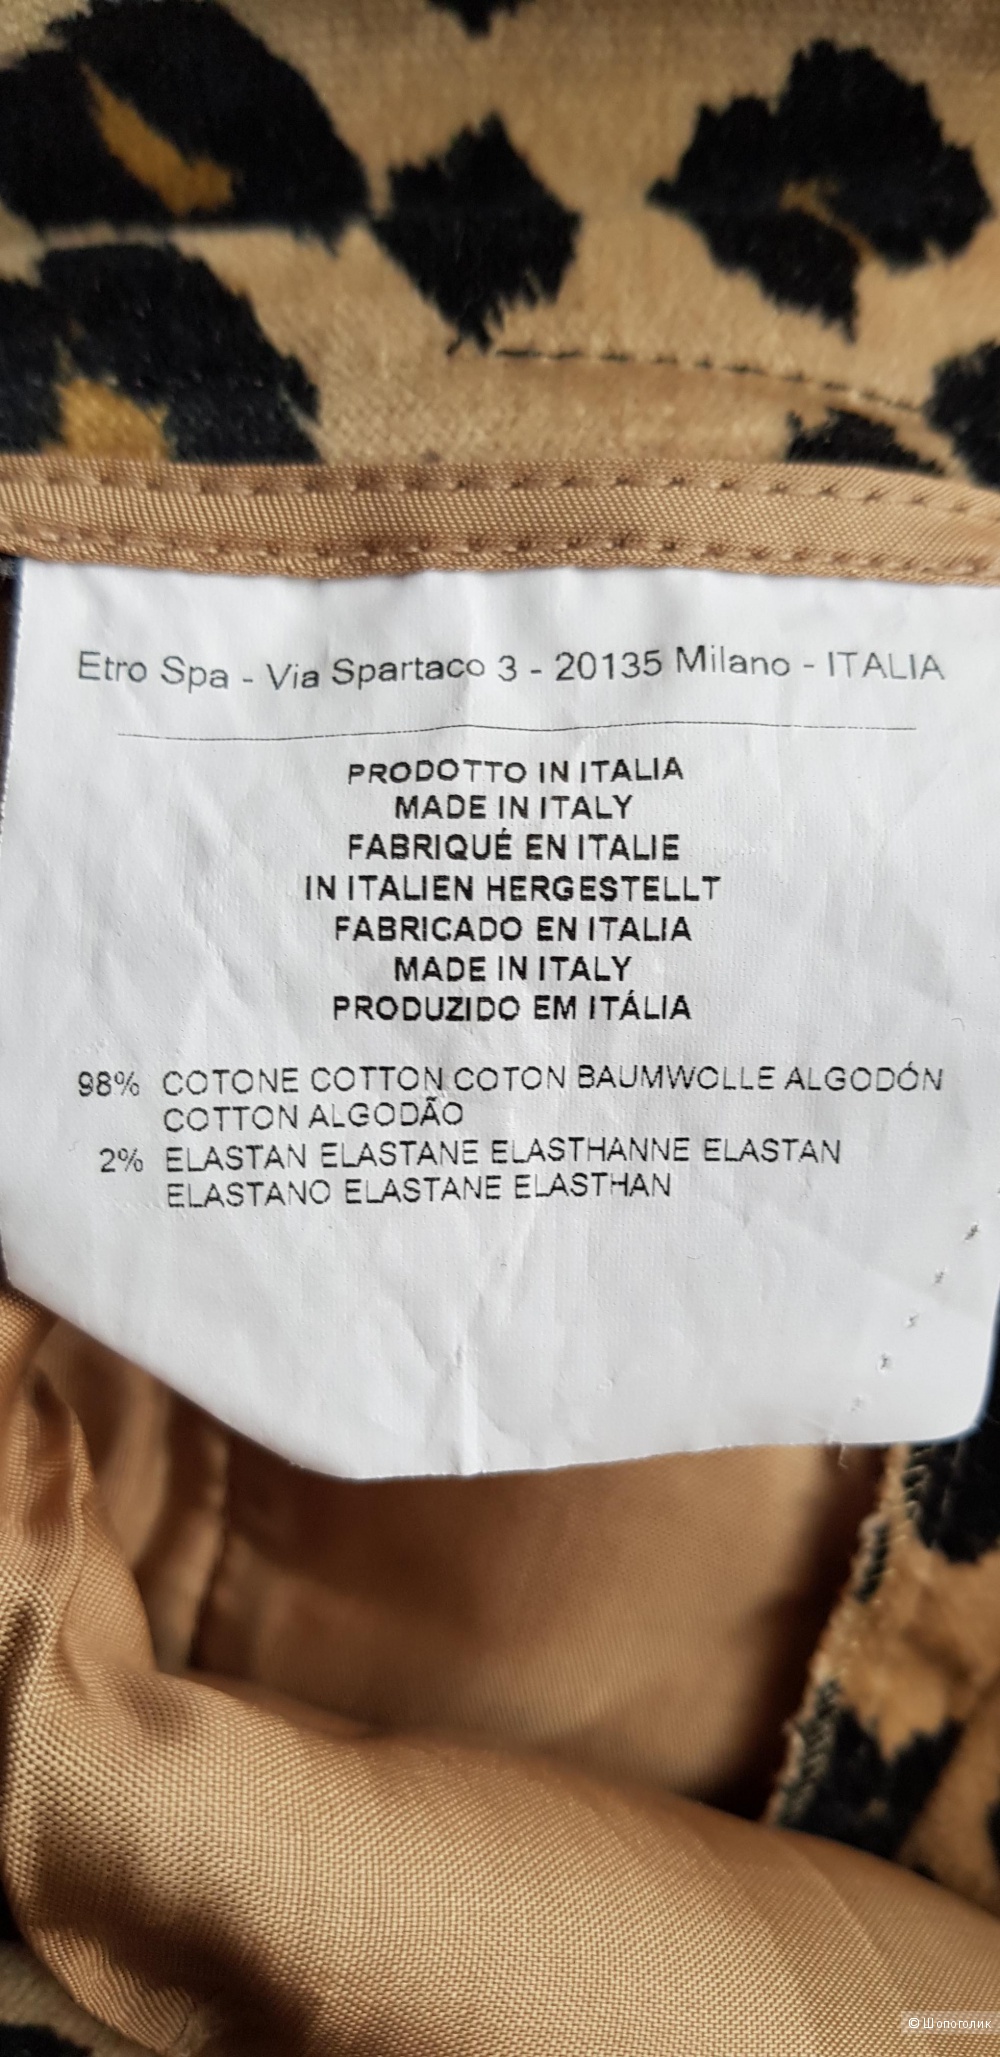 Etro Spa - Via Spartaco 3 - 20135 Milano - ITALIA
PRODOTTO IN ITALIA
MADE IN ITALY
FABRIQUÉ EN ITALIE
IN ITALIEN HERGESTELLT
FABRICADO EN ITALIA
MADE IN ITALY
PRODUZIDO EM ITÁLIA
98% COTONE COTTON COTON BAUMWOLLE ALGODÓN
COTTON ALGODÃO
2% ELASTAN ELASTANE ELASTHANNE ELASTAN
ELASTANO ELASTANE ELASTHAN
© Шопоголик